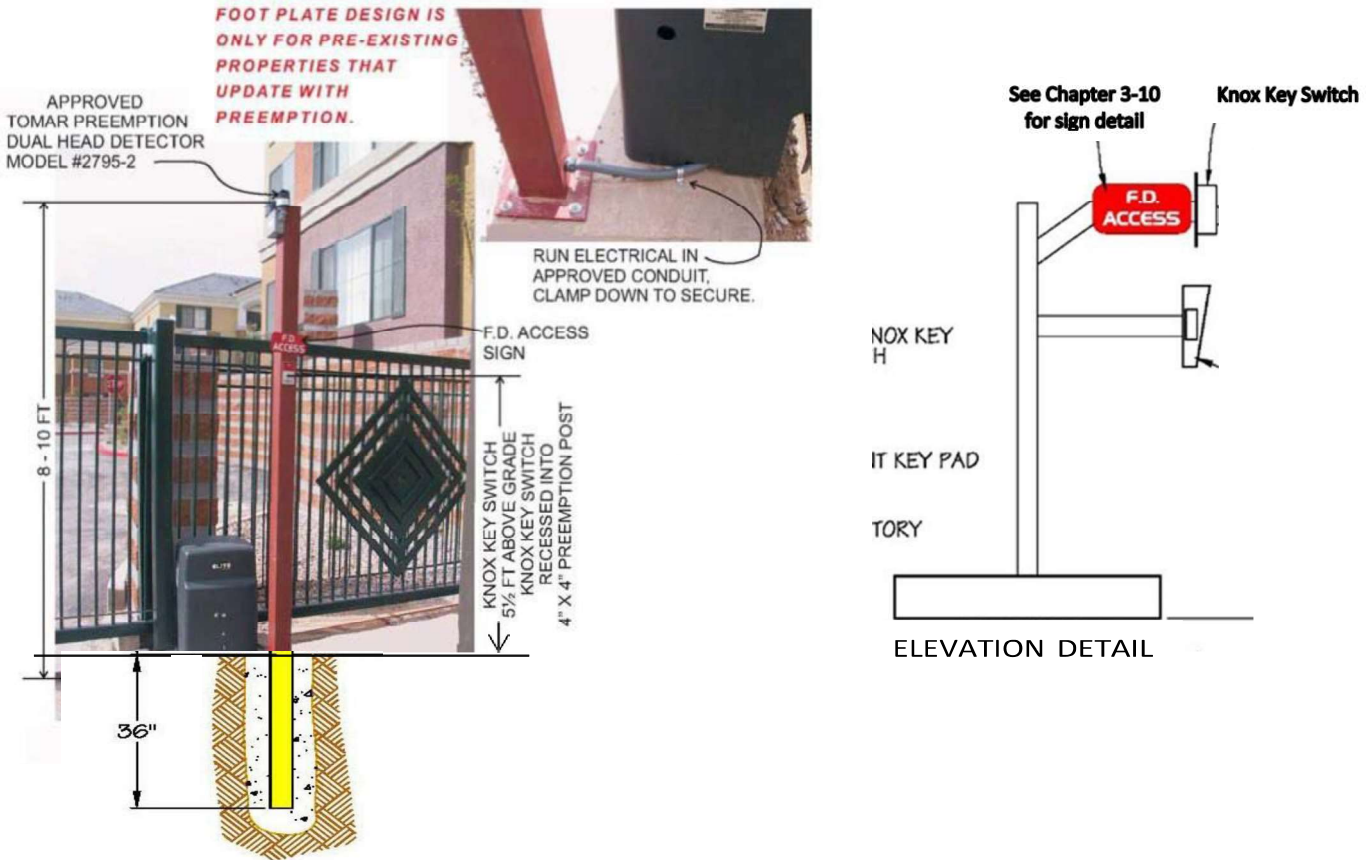 FOOT PLATE DESIGN IS
ONLY FOR PRE-EXISTING
PROPERTIES THAT
UPDATE WITH
PREEMPTION.
APPROVED
TOMAR PREEMPTION
DUAL HEAD DETECTOR
MODEL #2795-2
RUN ELECTRICAL IN
APPROVED CONDUIT,
CLAMP DOWN TO SECURE.
F.D.
ACCESS
F.D. ACCESS
SIGN
8 - 10 FT
KNOX KEY SWITCH
5½ FT ABOVE GRADE
KNOX KEY SWITCH
RECESSED INTO
4" X 4" PREEMPTION POST
ELITE
36"
See Chapter 3-10
for sign detail
Knox Key Switch
F.D.
ACCESS
NOX KEY
H
IT KEY PAD
TORY
ELEVATION DETAIL